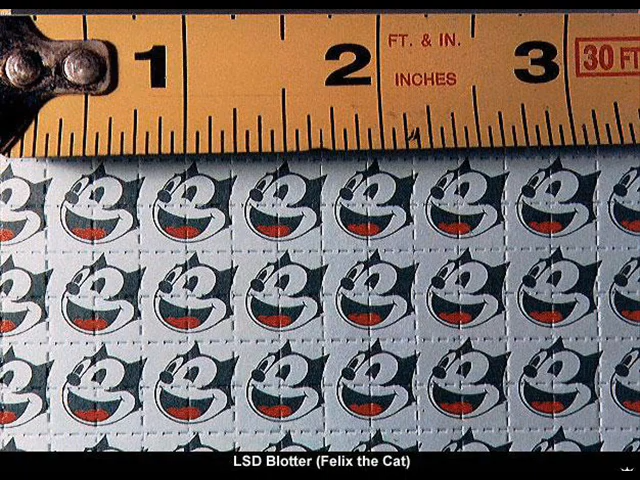 1 2 FT. & IN. 3 30 FT
INCHES
LSD Blotter (Felix the Cat)